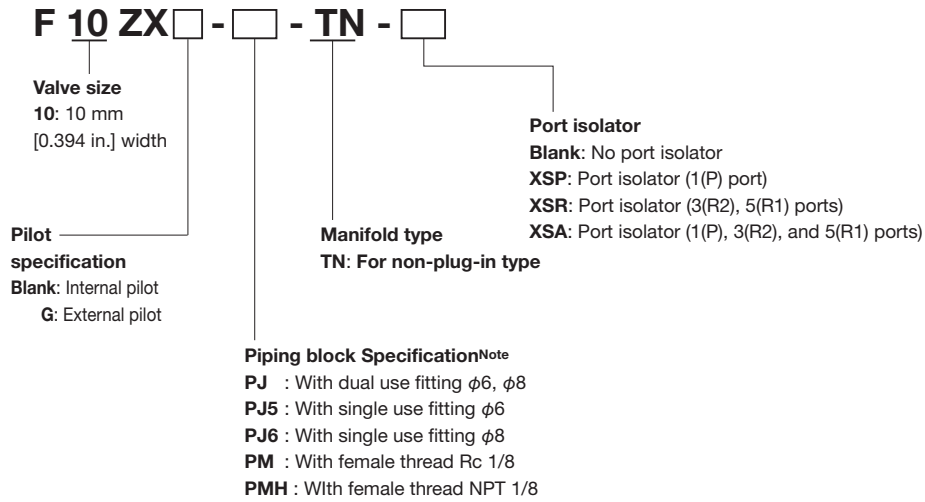 F 10 ZX□ - □ - TN - □
Valve size
10: 10 mm
[0.394 in.] width
Port isolator
Blank: No port isolator
XSP: Port isolator (1(P) port)
XSR: Port isolator (3(R2), 5(R1) ports)
XSA: Port isolator (1(P), 3(R2), and 5(R1) ports)
Pilot
specification
Blank: Internal pilot
G: External pilot
Manifold type
TN: For non-plug-in type
Piping block SpecificationNote
PJ : With dual use fitting φ6, φ8
PJ5 : With single use fitting φ6
PJ6 : With single use fitting φ8
PM : With female thread Rc 1/8
PMH : WIth female thread NPT 1/8